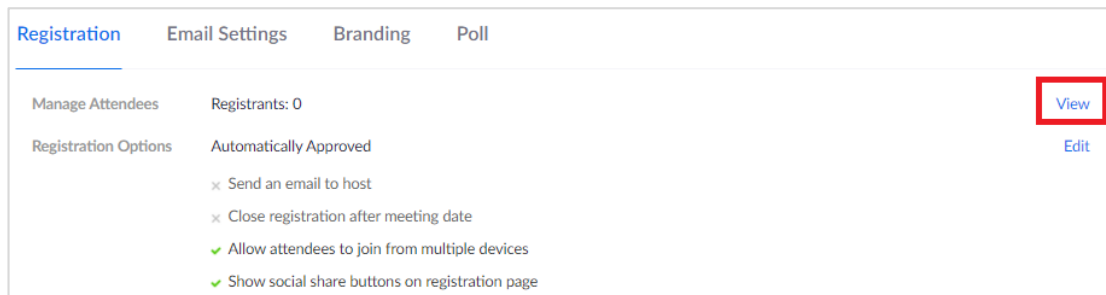 Registration Email Settings Branding Poll
Manage Attendees Registrants: 0 View
Registration Options Automatically Approved Edit
Send an email to host
Close registration after meeting date
Allow attendees to join from multiple devices
Show social share buttons on registration page